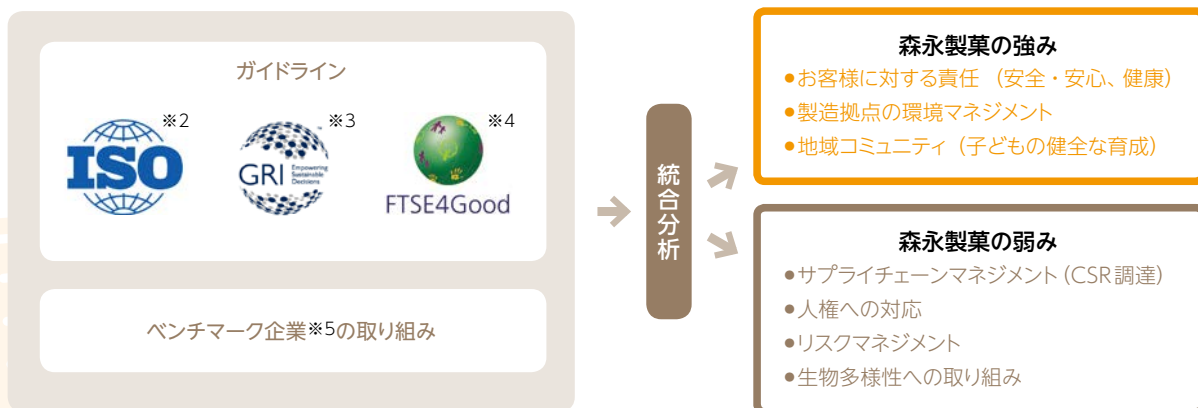 ガイドライン
ISO
※2
GRI
Empowering
Sustainable
Decisions
※3
FTSE4Good
※4
ベンチマーク企業※5の取り組み
統合分析
森永製菓の強み
●お客様に対する責任 （安全・安心、健康）
●製造拠点の環境マネジメント
●地域コミュニティ（子どもの健全な育成）
森永製菓の弱み
●サプライチェーンマネジメント（CSR調達）
●人権への対応
●リスクマネジメント
●生物多様性への取り組み